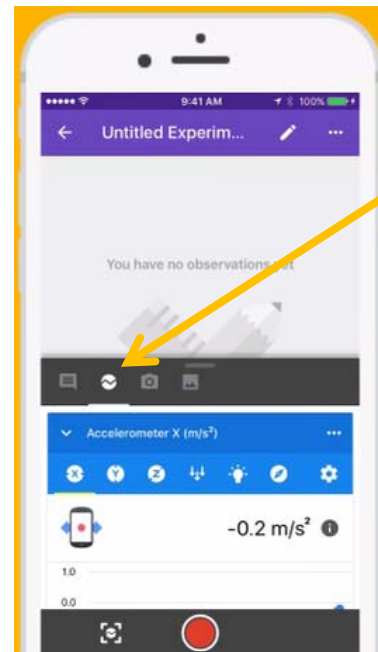 9:41 AM 100%
Untitled Experim...
You have no observations yet
Accelerometer X (m/s²)
X Y Z
-0.2 m/s²
1.0
0.0